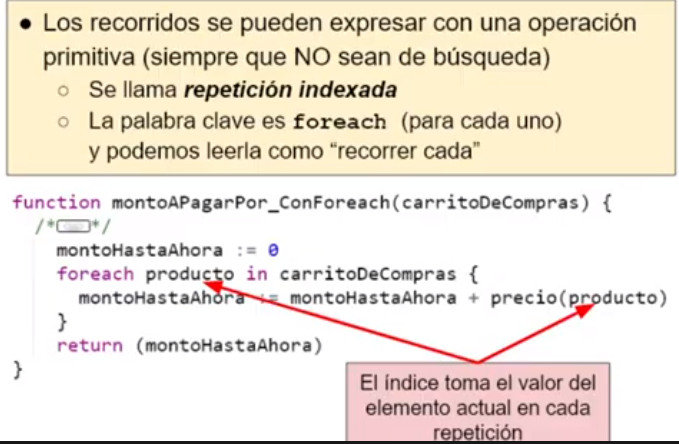 ● Los recorridos se pueden expresar con una operación
primitiva (siempre que NO sean de búsqueda)
○ Se llama repetición indexada
○ La palabra clave es foreach (para cada uno)
y podemos leerla como “recorrer cada”
function montoAPagarPor_ConForeach(carritoDeCompras) {
/*...*/
montoHastaAhora := 0
foreach producto in carritoDeCompras {
montoHastaAhora := montoHastaAhora + precio(producto)
}
return (montoHastaAhora)
}
El índice toma el valor del
elemento actual en cada
repetición